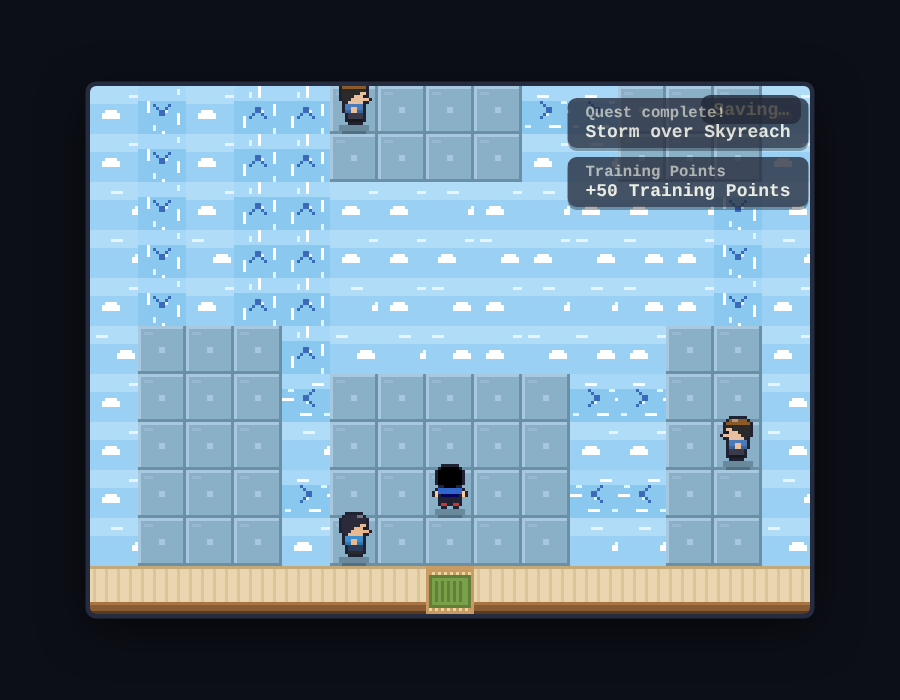 Saving…
Quest complete!
Storm over Skyreach
Training Points
+50 Training Points